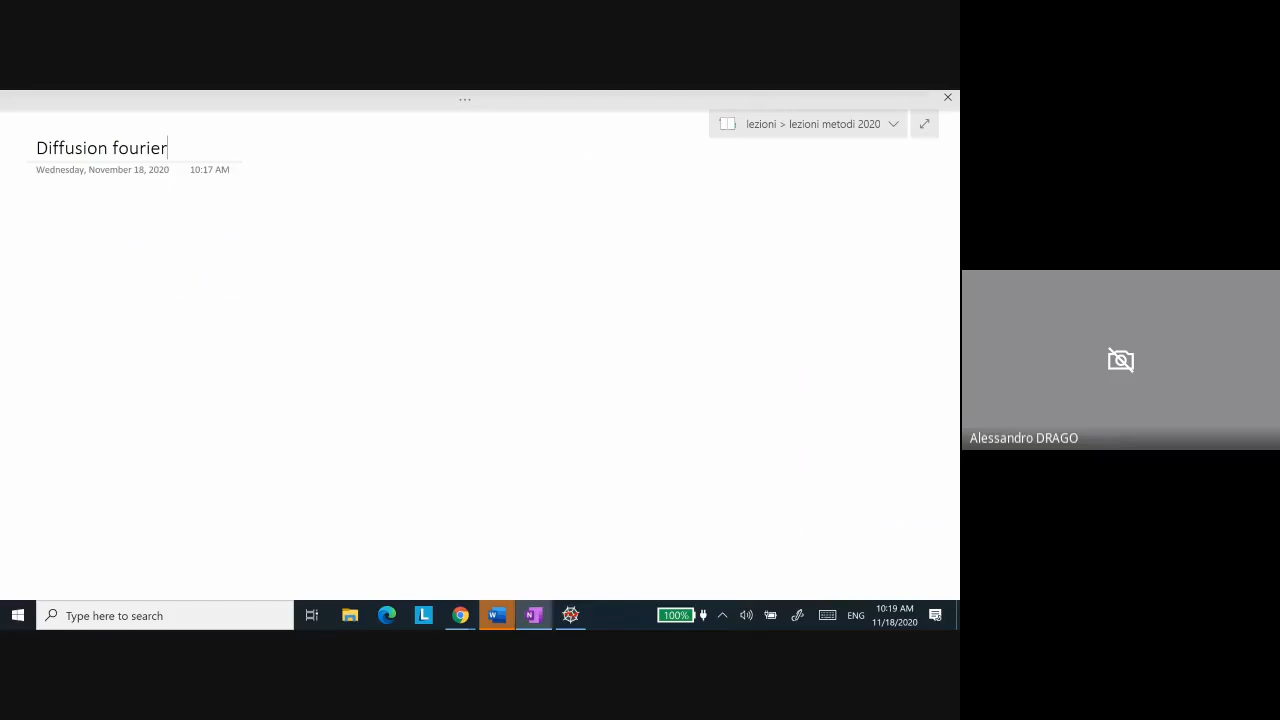 ...
lezioni > lezioni metodi 2020
Diffusion fourier
Wednesday, November 18, 2020 10:17 AM
Alessandro DRAGO
Type here to search
L
W
N
100%
ENG
10:19 AM
11/18/2020